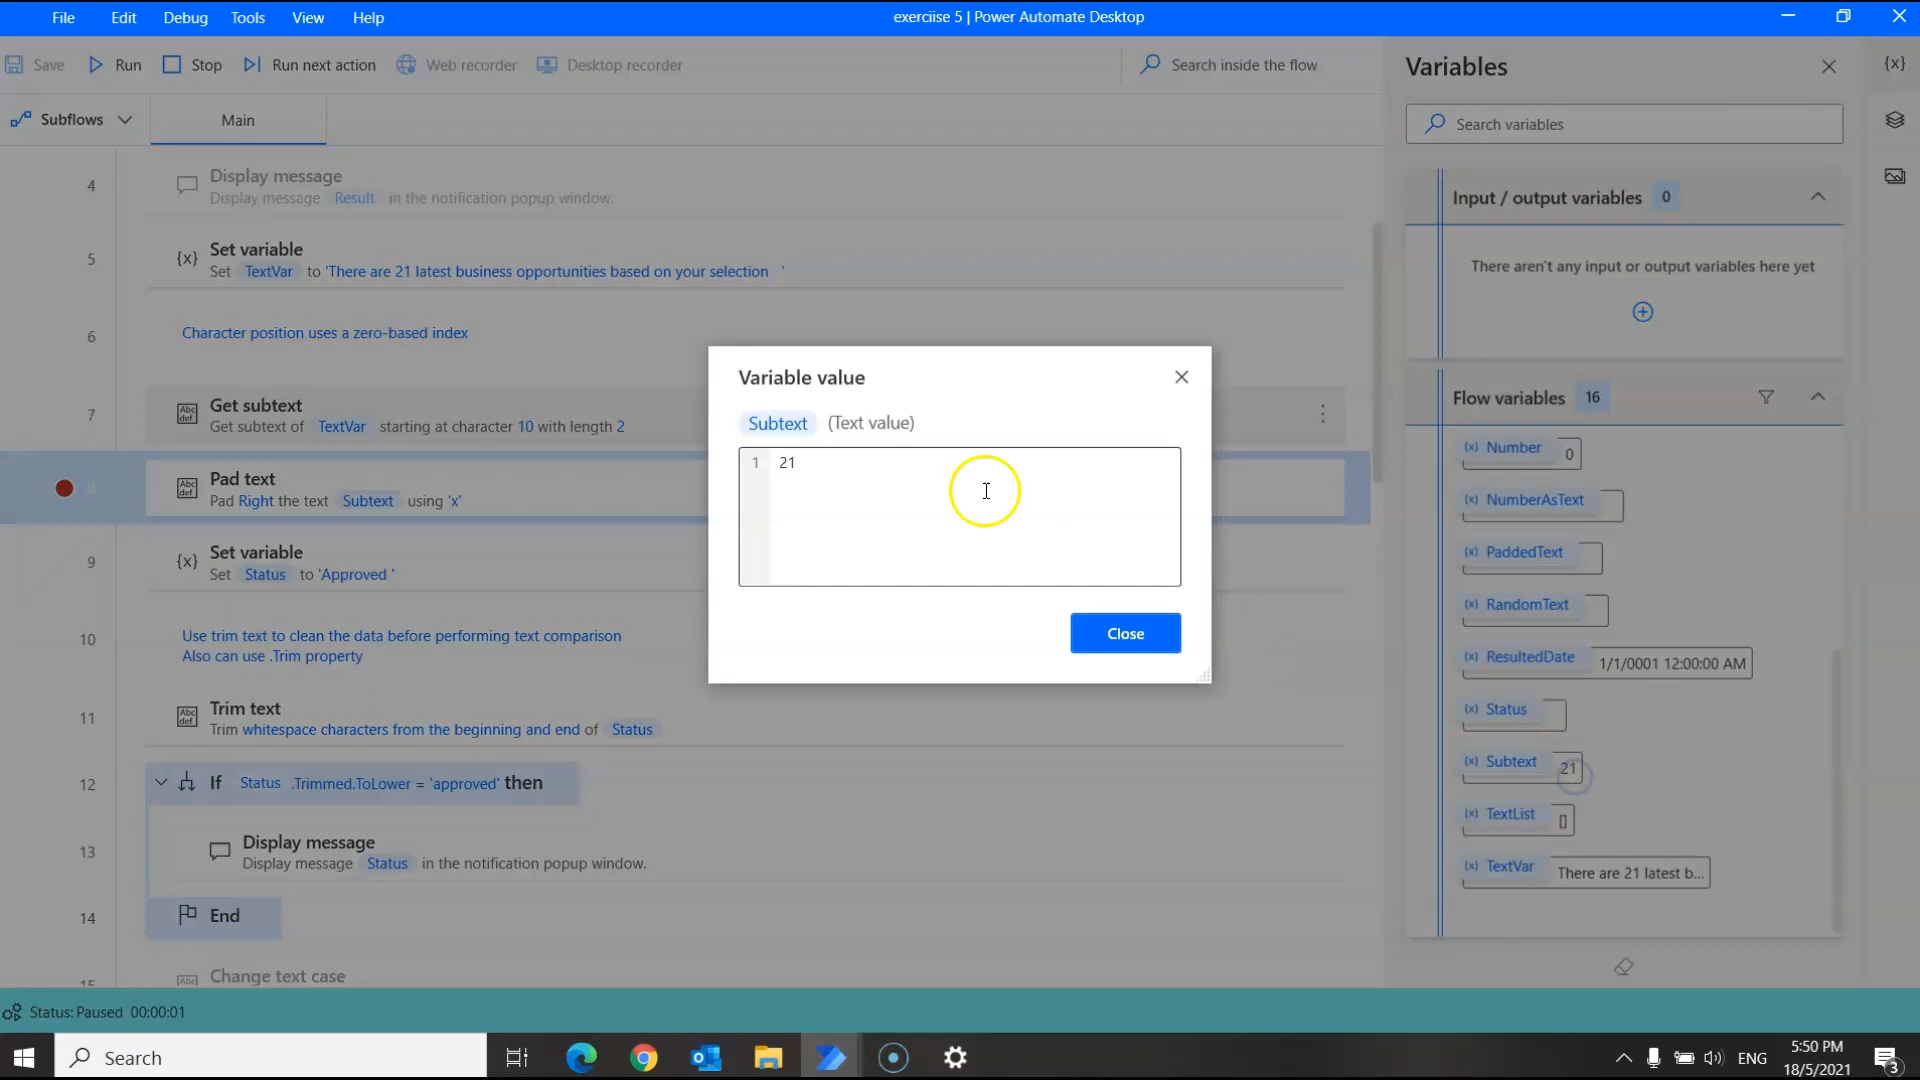 File Edit Debug Tools View Help
exerciise 5 | Power Automate Desktop
Save Run Stop Run next action Web recorder Desktop recorder
Search inside the flow
Subflows
Main
4
Display message
Display message Result in the notification popup window.
5
{x} Set variable
Set TextVar to 'There are 21 latest business opportunities based on your selection '
6
Character position uses a zero-based index
7
Abc def
Get subtext
Get subtext of TextVar starting at character 10 with length 2
8
Abc def
Pad text
Pad Right the text Subtext using 'x'
9
{x} Set variable
Set Status to 'Approved '
10
Use trim text to clean the data before performing text comparison
Also can use .Trim property
11
Abc def
Trim text
Trim whitespace characters from the beginning and end of Status
12
If Status .Trimmed.ToLower = 'approved' then
13
Display message
Display message Status in the notification popup window.
14
End
15
Abc
Change text case
Variable value
Subtext (Text value)
1 21
Close
Variables
{x}
Search variables
Input / output variables 0
There aren't any input or output variables here yet
Flow variables 16
(x) Number 0
(x) NumberAsText
(x) PaddedText
(x) RandomText
(x) ResultedDate 1/1/0001 12:00:00 AM
(x) Status
(x) Subtext 21
(x) TextList []
(x) TextVar There are 21 latest b...
Status: Paused 00:00:01
Search
ENG
5:50 PM
18/5/2021
3